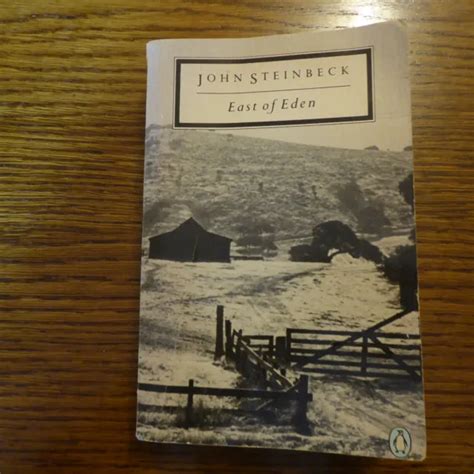 JOHN STEINBECK
East of Eden